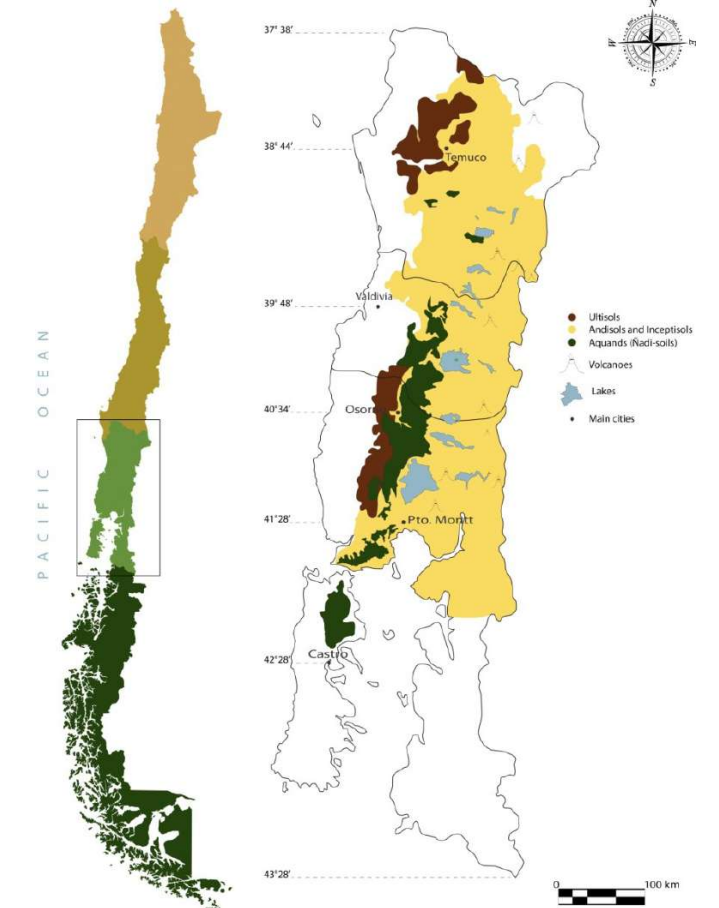 PACIFIC OCEAN
N
W
E
S
37° 38'
38° 44'
Temuco
Valdivia
39° 48'
40° 34'
Osorno
41° 28'
Pto. Montt
Castro
42° 28'
43° 28'
Ultisols
Andisols and Inceptisols
Aquands (Ñadi-soils)
Volcanoes
Lakes
Main cities
0
100 km